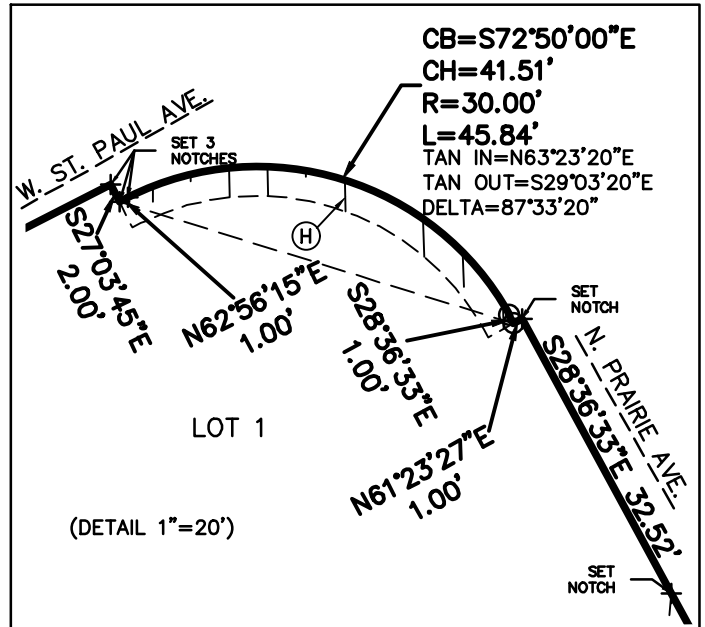 CB=S72°50'00"E
CH=41.51'
R=30.00'
L=45.84'
TAN IN=N63°23'20"E
TAN OUT=S29°03'20"E
DELTA=87°33'20"
W. ST. PAUL AVE.
SET 3
NOTCHES
H
S27°03'45"E
2.00'
N62°56'15"E
1.00'
S28°36'33"E
1.00'
SET
NOTCH
N. PRAIRIE AVE.
S28°36'33"E 32.52'
LOT 1
N61°23'27"E
1.00'
(DETAIL 1"=20')
SET
NOTCH